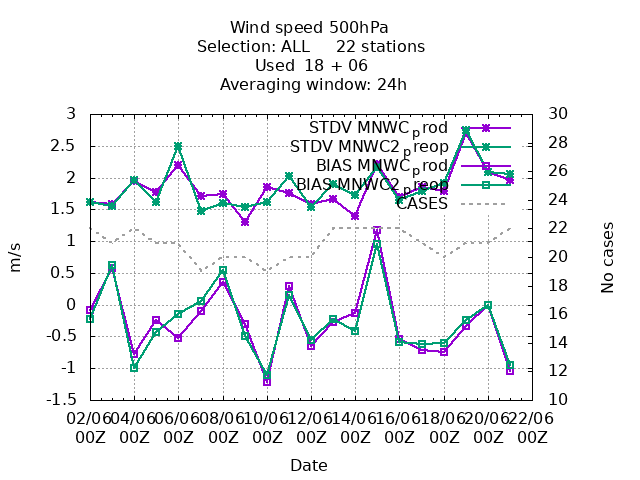 Wind speed 500hPa
Selection: ALL 22 stations
Used 18 + 06
Averaging window: 24h
STDV MNWC_prod
STDV MNWC2_preop
BIAS MNWC_prod
BIAS MNWC2_preop
CASES
3
2.5
2
1.5
1
0.5
0
-0.5
-1
-1.5
m/s
30
28
26
24
22
20
18
16
14
12
10
No cases
02/06 04/06 06/06 08/06 10/06 12/06 14/06 16/06 18/06 20/06 22/06
00Z 00Z 00Z 00Z 00Z 00Z 00Z 00Z 00Z 00Z 00Z
Date